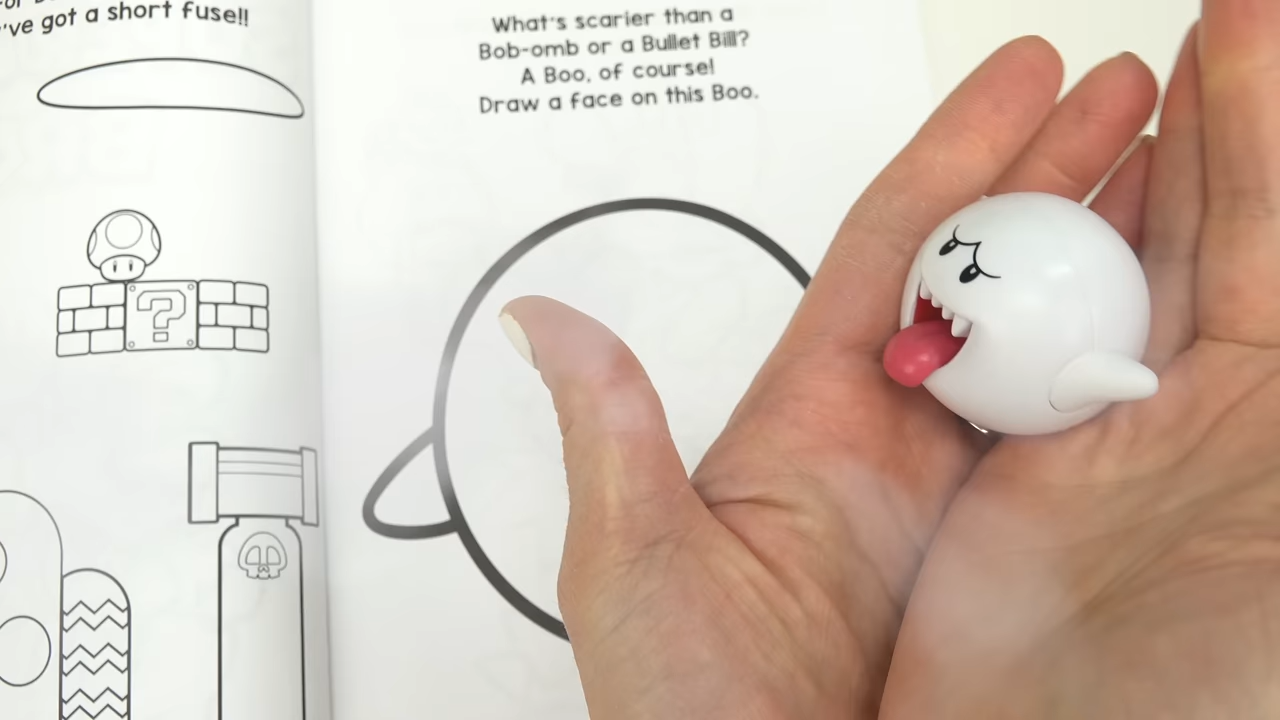 've got a short fuse!!
What's scarier than a
Bob-omb or a Bullet Bill?
A Boo, of course!
Draw a face on this Boo.
?